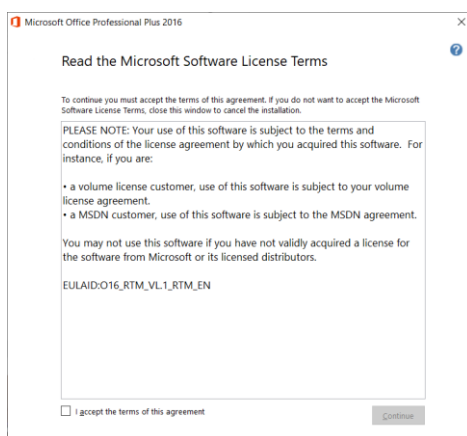 Microsoft Office Professional Plus 2016
Read the Microsoft Software License Terms
To continue you must accept the terms of this agreement. If you do not want to accept the Microsoft
Software License Terms, close this window to cancel the installation.
PLEASE NOTE: Your use of this software is subject to the terms and
conditions of the license agreement by which you acquired this software. For
instance, if you are:
• a volume license customer, use of this software is subject to your volume
license agreement.
• a MSDN customer, use of this software is subject to the MSDN agreement.
You may not use this software if you have not validly acquired a license for
the software from Microsoft or its licensed distributors.
EULAID:O16_RTM_VL.1_RTM_EN
I accept the terms of this agreement
Continue